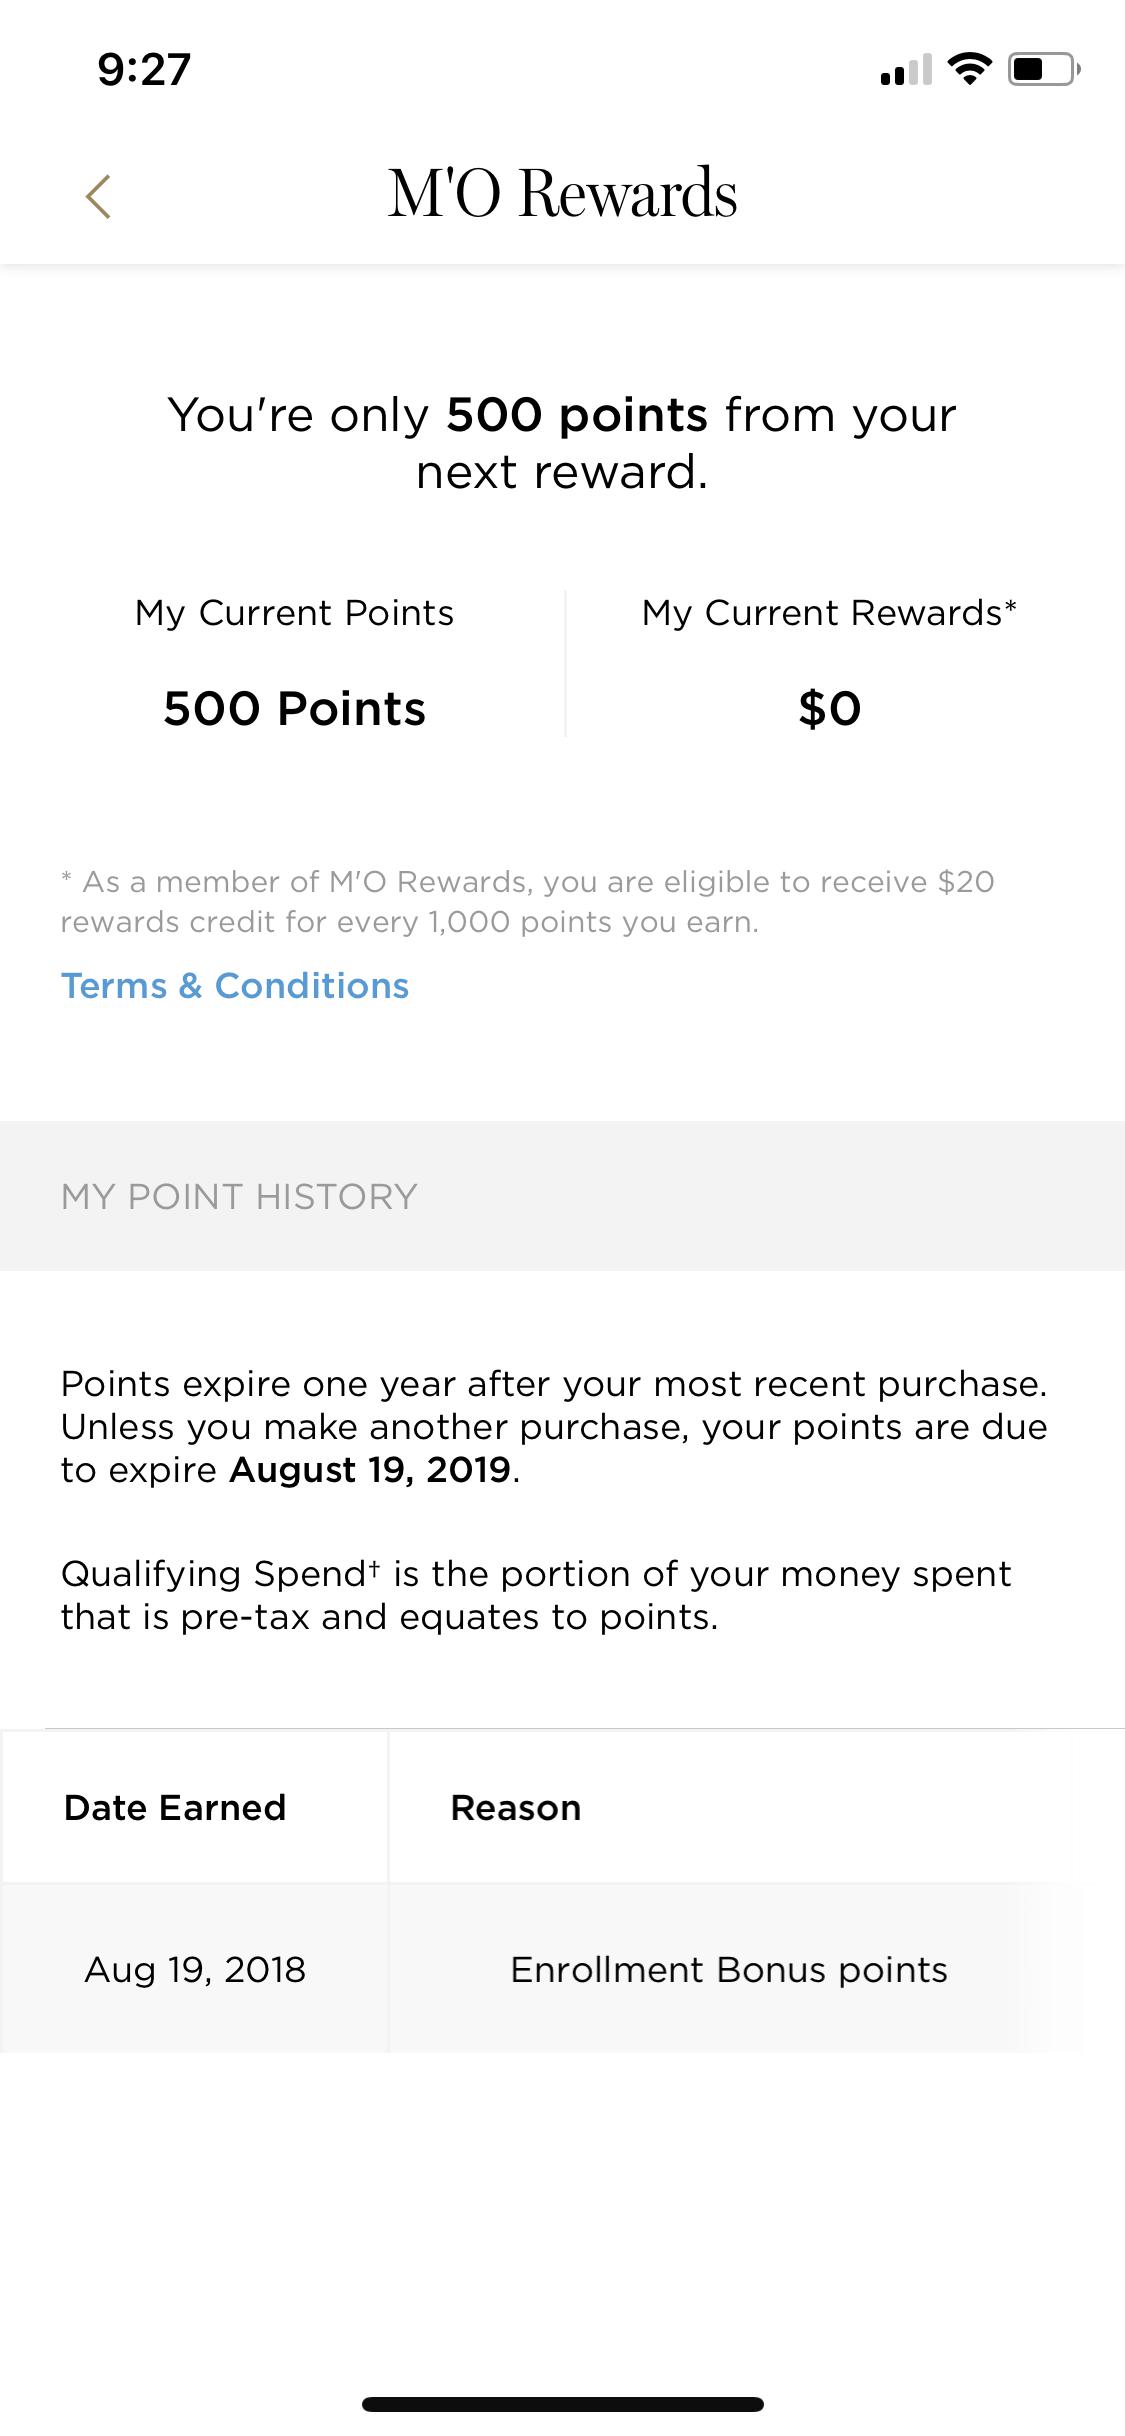 9:27
M'O Rewards
You're only 500 points from your
next reward.
My Current Points
My Current Rewards*
500 Points
$0
* As a member of M'O Rewards, you are eligible to receive $20
rewards credit for every 1,000 points you earn.
Terms & Conditions
MY POINT HISTORY
Points expire one year after your most recent purchase.
Unless you make another purchase, your points are due
to expire August 19, 2019.
Qualifying Spend† is the portion of your money spent
that is pre-tax and equates to points.
Date Earned
Reason
Aug 19, 2018
Enrollment Bonus points